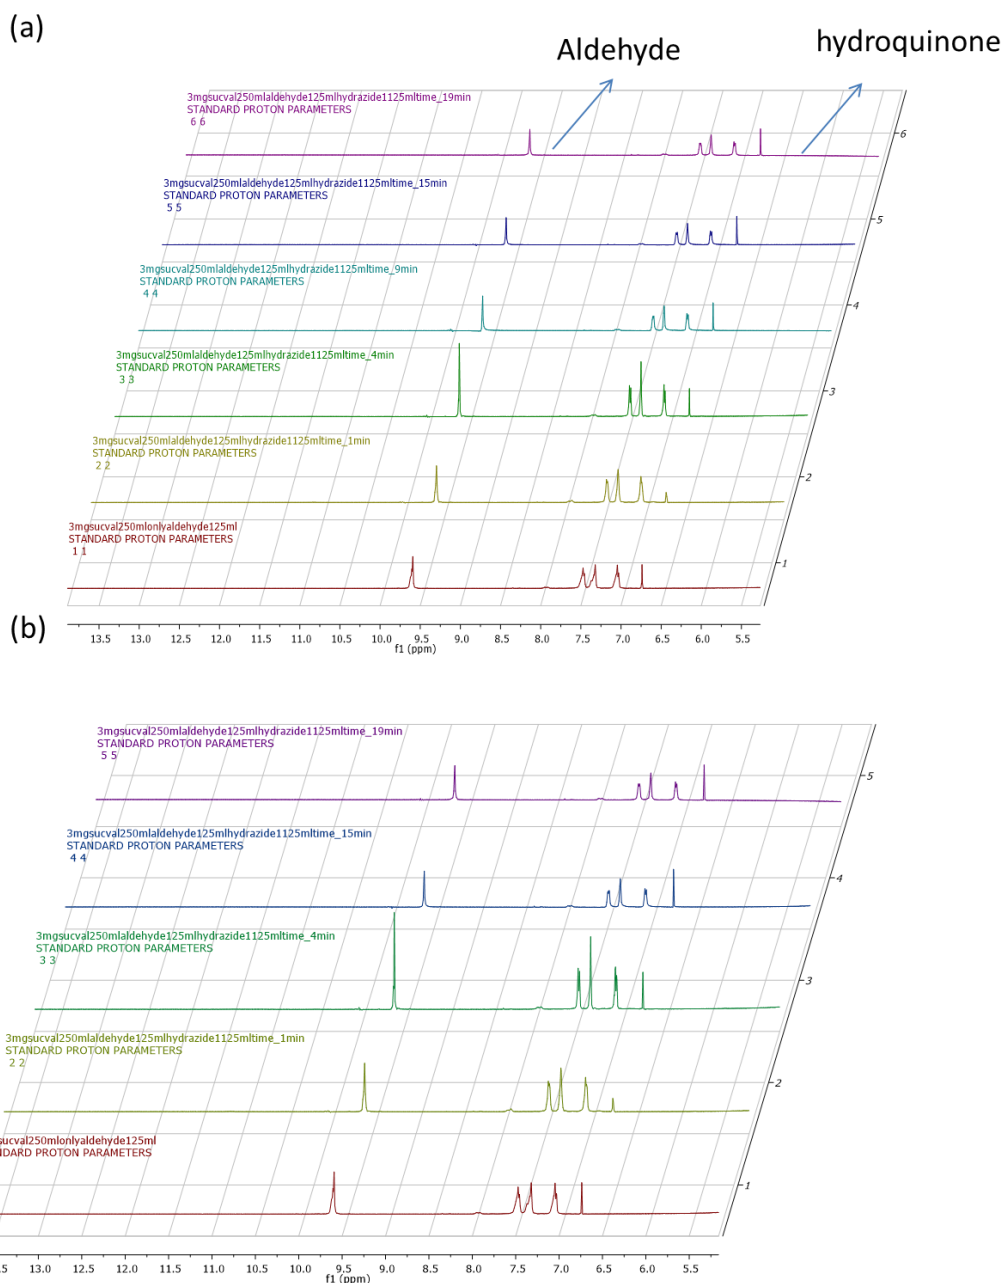 (a)
Aldehyde
hydroquinone
3mgsucval250mlaldehyde125mlhydrazide1125mltime_19min
STANDARD PROTON PARAMETERS
6 6
6
3mgsucval250mlaldehyde125mlhydrazide1125mltime_15min
STANDARD PROTON PARAMETERS
5 5
5
3mgsucval250mlaldehyde125mlhydrazide1125mltime_9min
STANDARD PROTON PARAMETERS
4 4
4
3mgsucval250mlaldehyde125mlhydrazide1125mltime_4min
STANDARD PROTON PARAMETERS
3 3
3
3mgsucval250mlaldehyde125mlhydrazide1125mltime_1min
STANDARD PROTON PARAMETERS
2 2
2
3mgsucval250mlonlyaldehyde125ml
STANDARD PROTON PARAMETERS
1 1
1
13.5 13.0 12.5 12.0 11.5 11.0 10.5 10.0 9.5 9.0 8.5 8.0 7.5 7.0 6.5 6.0 5.5
f1 (ppm)
(b)
3mgsucval250mlaldehyde125mlhydrazide1125mltime_19min
STANDARD PROTON PARAMETERS
5 5
5
3mgsucval250mlaldehyde125mlhydrazide1125mltime_15min
STANDARD PROTON PARAMETERS
4 4
4
3mgsucval250mlaldehyde125mlhydrazide1125mltime_4min
STANDARD PROTON PARAMETERS
3 3
3
3mgsucval250mlaldehyde125mlhydrazide1125mltime_1min
STANDARD PROTON PARAMETERS
2 2
2
sucval250mlonlyaldehyde125ml
NDARD PROTON PARAMETERS
1
.5 13.0 12.5 12.0 11.5 11.0 10.5 10.0 9.5 9.0 8.5 8.0 7.5 7.0 6.5 6.0 5.5
f1 (ppm)